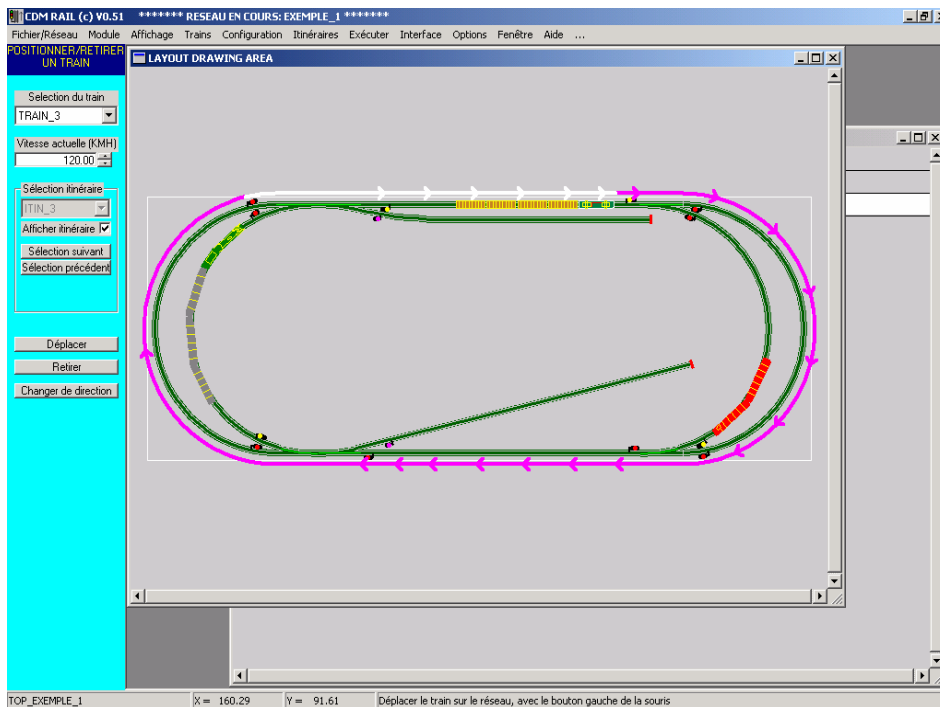 CDM RAIL (c) V0.51 ******* RESEAU EN COURS: EXEMPLE_1 *******
Fichier/Réseau Module Affichage Trains Configuration Itinéraires Exécuter Interface Options Fenêtre Aide ...
POSITIONNER/RETIRER
UN TRAIN
LAYOUT DRAWING AREA
Selection du train
TRAIN_3
Vitesse actuelle (KMH)
120.00
Sélection itinéraire
ITIN_3
Afficher itinéraire
Sélection suivant
Sélection précédent
Déplacer
Retirer
Changer de direction
TOP_EXEMPLE_1 X = 160.29 Y = 91.61 Déplacer le train sur le réseau, avec le bouton gauche de la souris